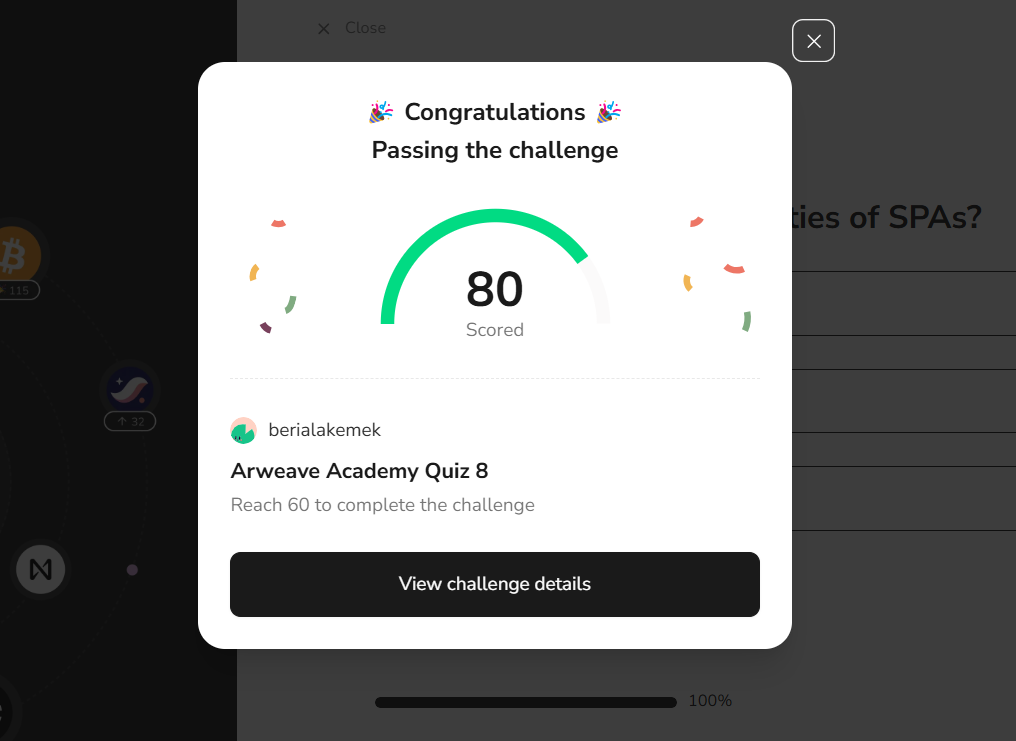 Close
Congratulations
Passing the challenge
ties of SPAs?
115
80
Scored
32
berialakemek
Arweave Academy Quiz 8
Reach 60 to complete the challenge
View challenge details
100%